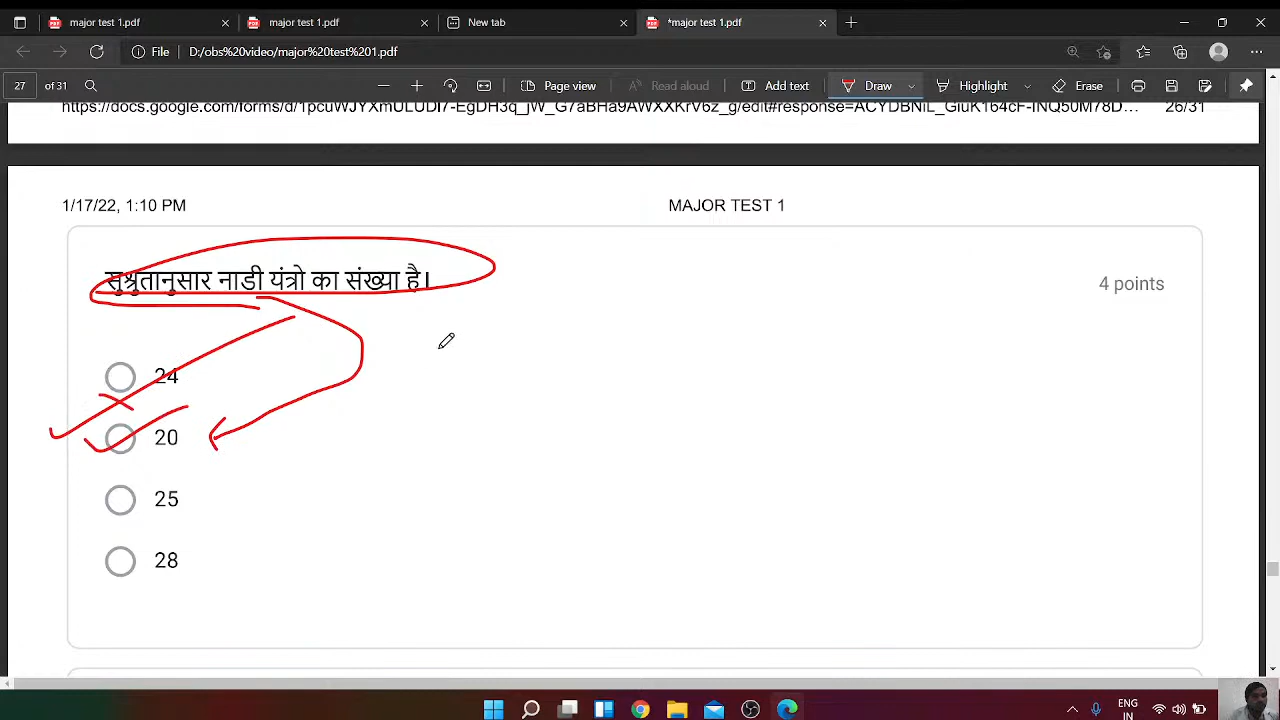 major test 1.pdf
major test 1.pdf
New tab
*major test 1.pdf
File
D:/obs%20video/major%20test%201.pdf
27
of 31
Page view
Read aloud
Add text
Draw
Highlight
Erase
26/31
1/17/22, 1:10 PM
MAJOR TEST 1
सुश्रुतानुसार नाडी यंत्रो का संख्या है।
4 points
24
20
25
28
ENG
IN